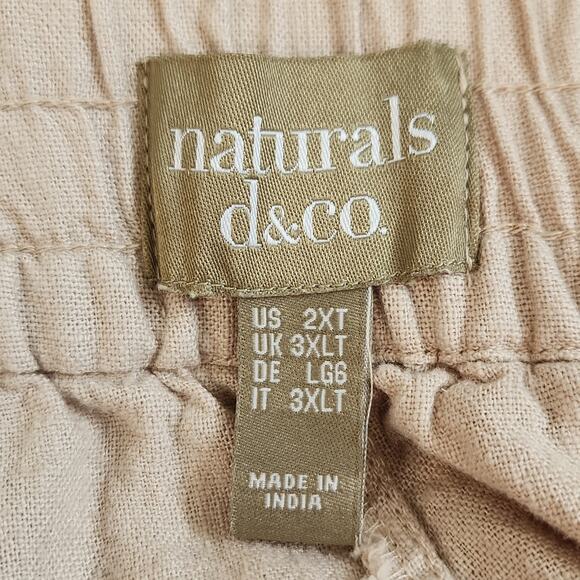 naturals
d&co.
US 2XT
UK 3XLT
DE LG6
IT 3XLT
MADE IN
INDIA